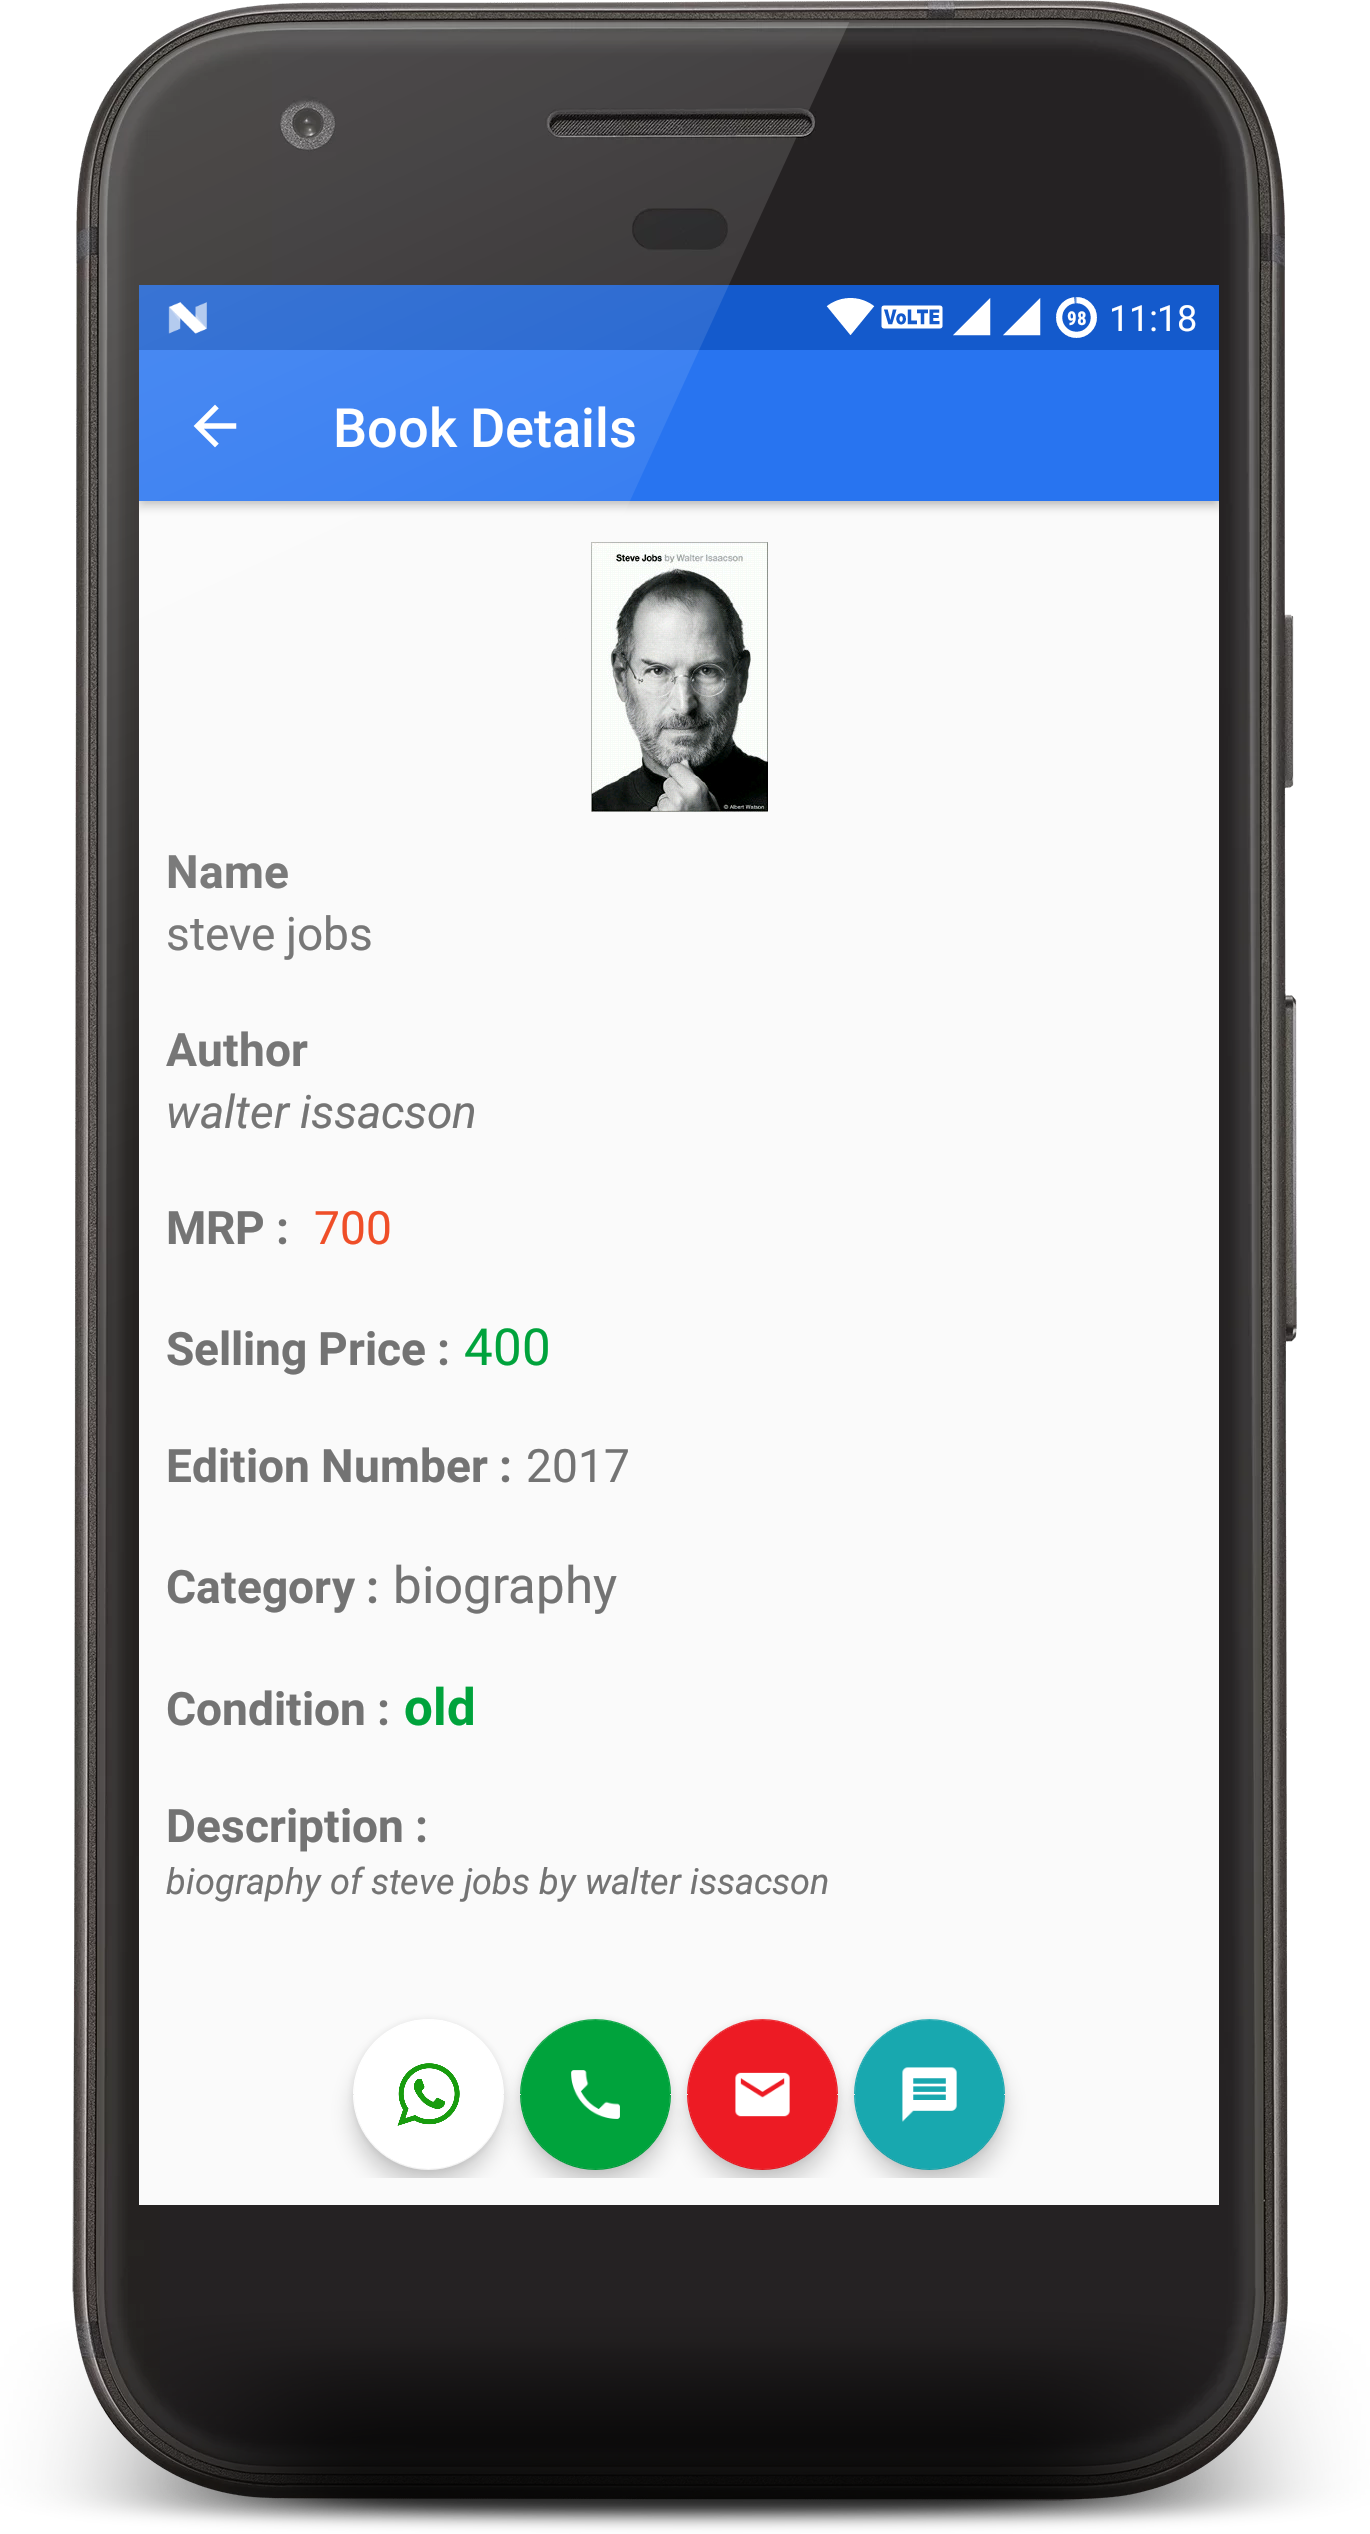 VoLTE 98 11:18
Book Details
Steve Jobs by Walter Isaacson
© Albert Watson
Name
steve jobs
Author
walter issacson
MRP : 700
Selling Price : 400
Edition Number : 2017
Category : biography
Condition : old
Description :
biography of steve jobs by walter issacson